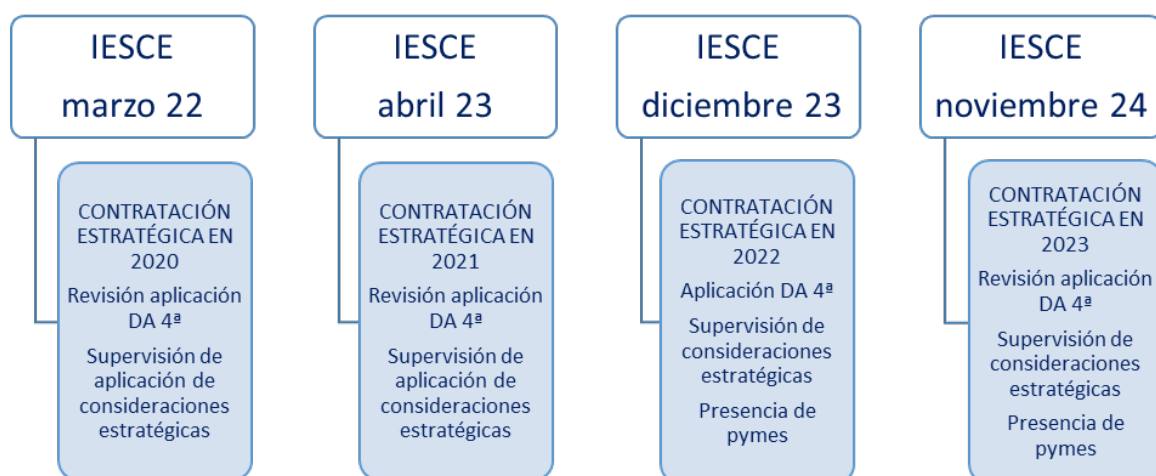 IESCE
marzo 22
CONTRATACIÓN
ESTRATÉGICA EN
2020
Revisión aplicación
DA 4ª
Supervisión de
aplicación de
consideraciones
estratégicas
IESCE
abril 23
CONTRATACIÓN
ESTRATÉGICA EN
2021
Revisión aplicación
DA 4ª
Supervisión de
aplicación de
consideraciones
estratégicas
IESCE
diciembre 23
CONTRATACIÓN
ESTRATÉGICA EN
2022
Aplicación DA 4ª
Supervisión de
consideraciones
estratégicas
Presencia de
pymes
IESCE
noviembre 24
CONTRATACIÓN
ESTRATÉGICA EN
2023
Revisión aplicación
DA 4ª
Supervisión de
consideraciones
estratégicas
Presencia de
pymes